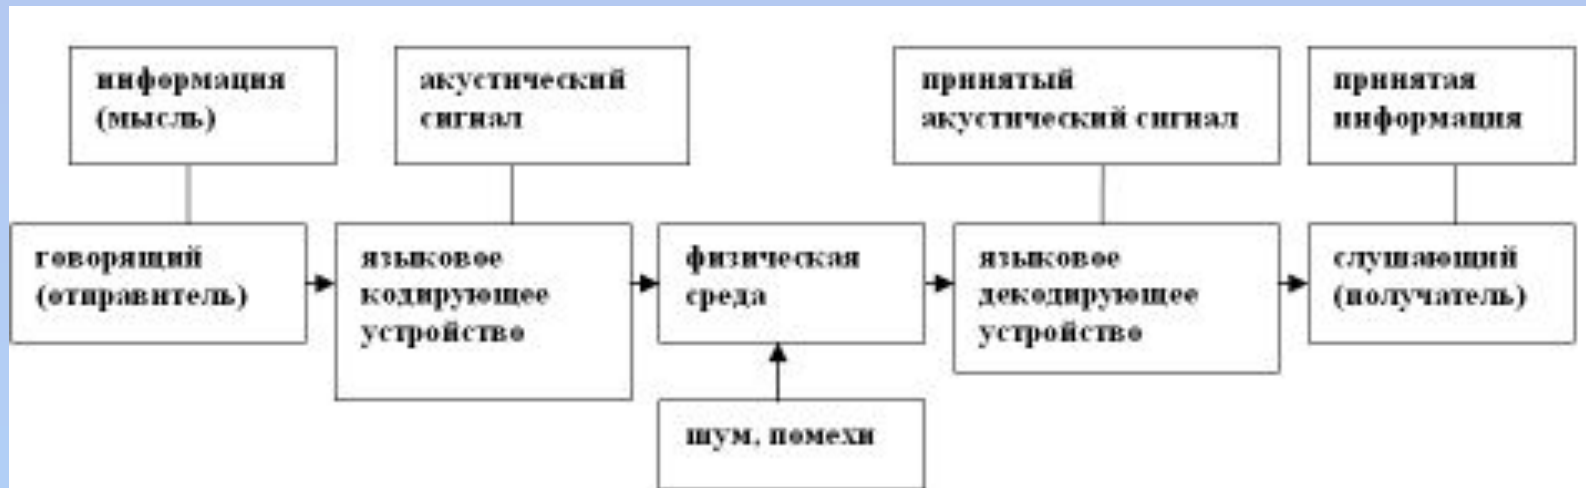 информация
(мысль)
акустический
сигнал
принятый
акустический сигнал
принятая
информация
говорящий
(отправитель)
языковое
кодирующее
устройство
физическая
среда
языковое
декодирующее
устройство
слушающий
(получатель)
шум, помехи